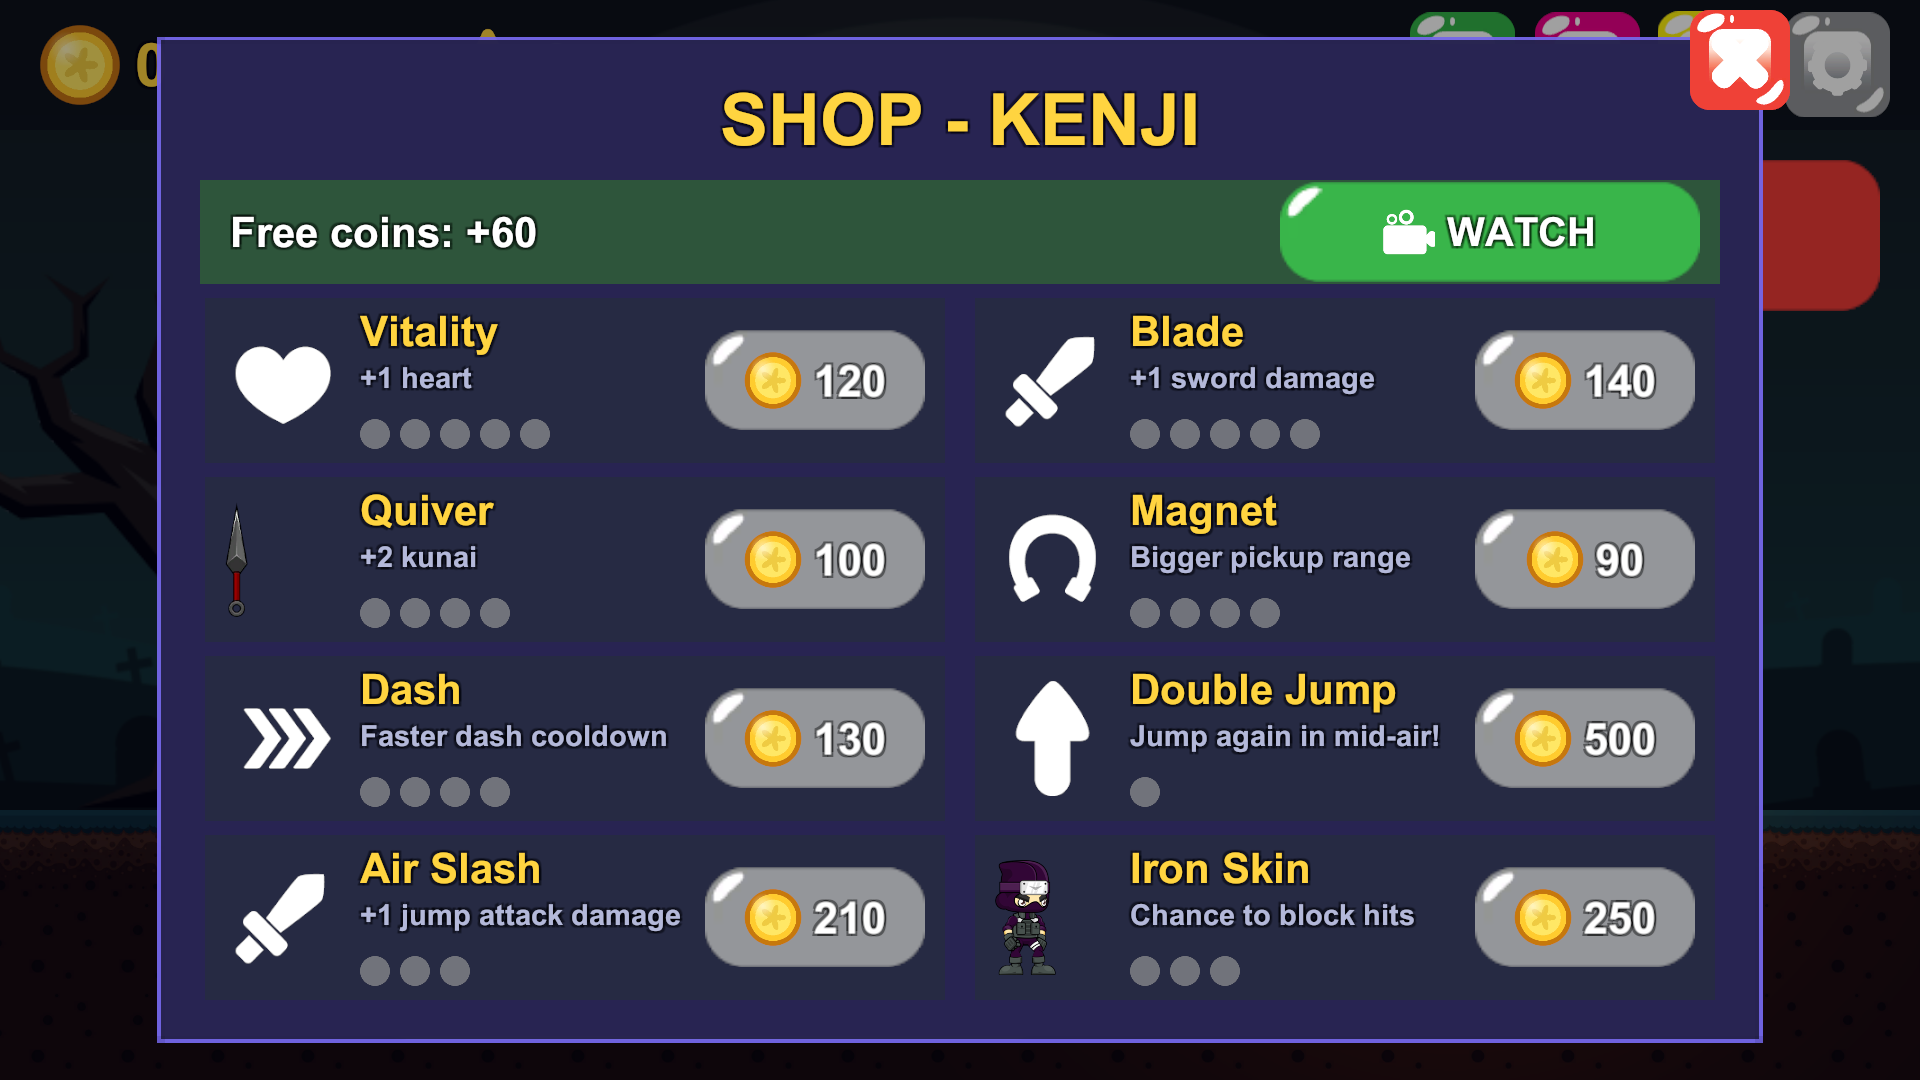 0
SHOP - KENJI
Free coins: +60
WATCH
Vitality
+1 heart
120
Blade
+1 sword damage
140
Quiver
+2 kunai
100
Magnet
Bigger pickup range
90
Dash
Faster dash cooldown
130
Double Jump
Jump again in mid-air!
500
Air Slash
+1 jump attack damage
210
Iron Skin
Chance to block hits
250